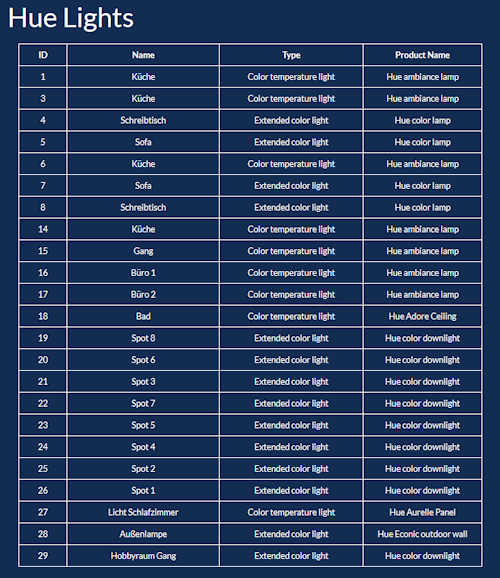 Hue Lights
ID Name Type Product Name
1 Küche Color temperature light Hue ambiance lamp
3 Küche Color temperature light Hue ambiance lamp
4 Schreibtisch Extended color light Hue color lamp
5 Sofa Extended color light Hue color lamp
6 Küche Color temperature light Hue ambiance lamp
7 Sofa Extended color light Hue color lamp
8 Schreibtisch Extended color light Hue color lamp
14 Küche Color temperature light Hue ambiance lamp
15 Gang Color temperature light Hue ambiance lamp
16 Büro 1 Color temperature light Hue ambiance lamp
17 Büro 2 Color temperature light Hue ambiance lamp
18 Bad Color temperature light Hue Adore Ceiling
19 Spot 8 Extended color light Hue color downlight
20 Spot 6 Extended color light Hue color downlight
21 Spot 3 Extended color light Hue color downlight
22 Spot 7 Extended color light Hue color downlight
23 Spot 5 Extended color light Hue color downlight
24 Spot 4 Extended color light Hue color downlight
25 Spot 2 Extended color light Hue color downlight
26 Spot 1 Extended color light Hue color downlight
27 Licht Schlafzimmer Color temperature light Hue Aurelle Panel
28 Außenlampe Extended color light Hue Econic outdoor wall
29 Hobbyraum Gang Extended color light Hue color downlight